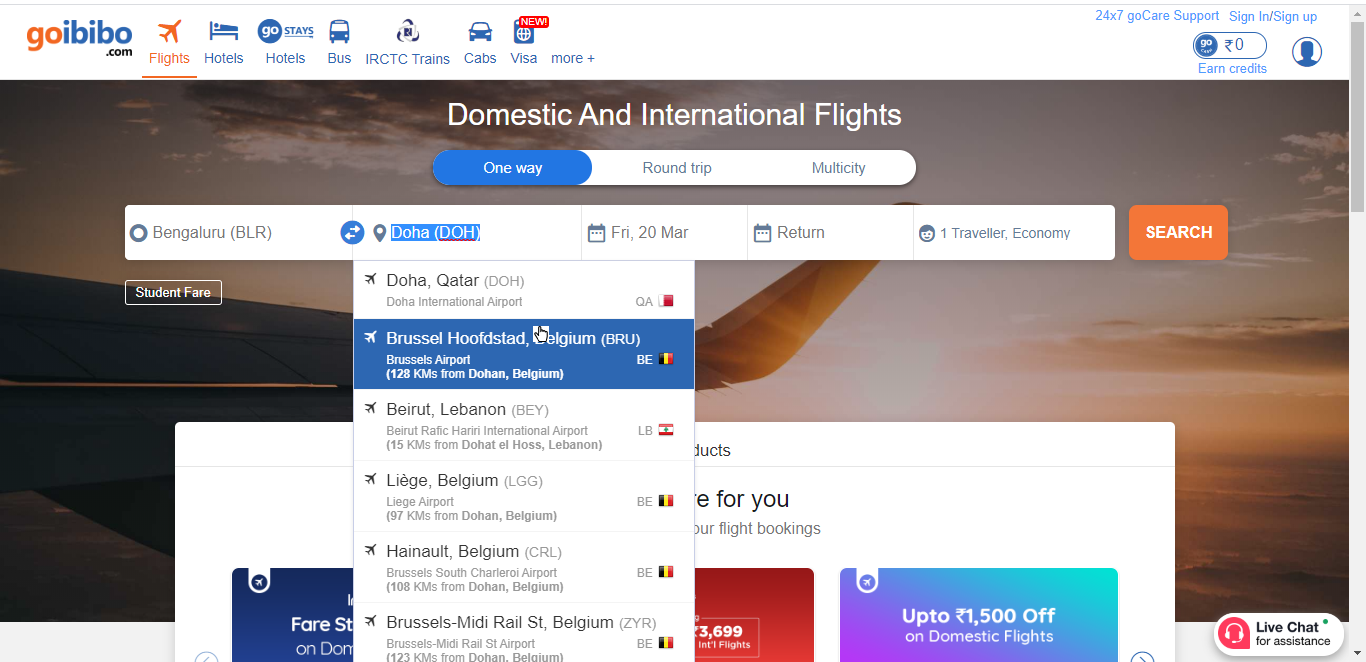 24x7 goCare Support Sign In/Sign up
goibibo
.com
Flights
Hotels
go STAYS
Hotels
Bus
IRCTC Trains
Cabs
NEW!
Visa
more +
go
CASH
₹0
Earn credits
Domestic And International Flights
One way
Round trip
Multicity
Bengaluru (BLR)
Doha (DOH)
Fri, 20 Mar
Return
1 Traveller, Economy
SEARCH
Student Fare
Doha, Qatar (DOH)
Doha International Airport QA
Brussel Hoofdstad, Belgium (BRU)
Brussels Airport BE
(128 KMs from Dohan, Belgium)
Beirut, Lebanon (BEY)
Beirut Rafic Hariri International Airport LB
(15 KMs from Dohat el Hoss, Lebanon)
Liège, Belgium (LGG)
Liege Airport BE
(97 KMs from Dohan, Belgium)
Hainault, Belgium (CRL)
Brussels South Charleroi Airport BE
(108 KMs from Dohan, Belgium)
Brussels-Midi Rail St, Belgium (ZYR)
Brussels-Midi Rail St Airport BE
(123 KMs from Dohan, Belgium)
ducts
re for you
our flight bookings
Fare St
on Dom
₹3,699
Int'l Flights
Upto ₹1,500 Off
on Domestic Flights
Live Chat
for assistance